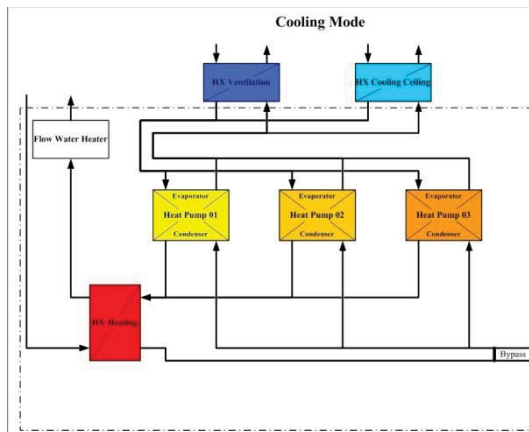 Cooling Mode
HX Ventilation
HX Cooling Ceiling
Flow Water Heater
Evaporator
Heat Pump 01
Condenser
Evaporator
Heat Pump 02
Condenser
Evaporator
Heat Pump 03
Condenser
HX Heating
Bypass